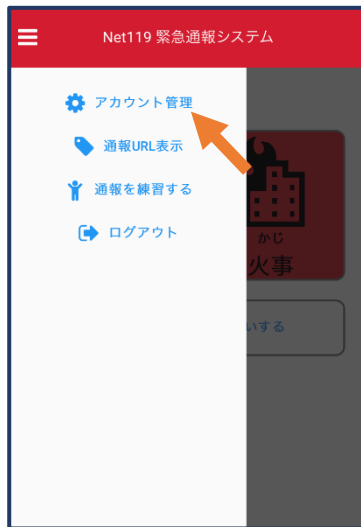 Net119 緊急通報システム
アカウント管理
通報URL表示
通報を練習する
ログアウト
かじ
火事
いする